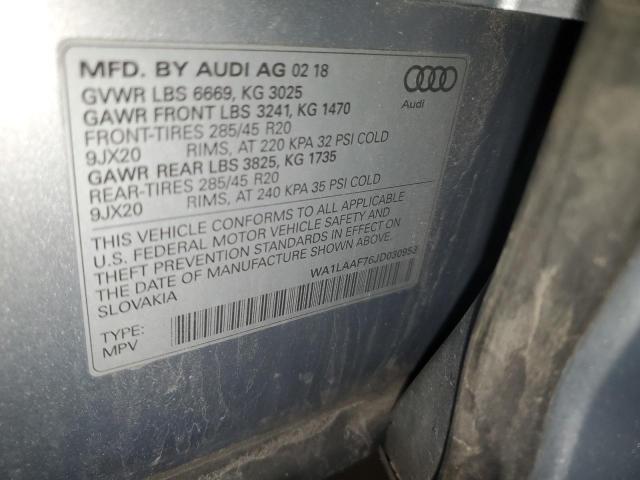 MFD. BY AUDI AG 02 18
GVWR LBS 6669, KG 3025
GAWR FRONT LBS 3241, KG 1470
FRONT-TIRES 285/45 R20
9JX20 RIMS, AT 220 KPA 32 PSI COLD
GAWR REAR LBS 3825, KG 1735
REAR-TIRES 285/45 R20
9JX20 RIMS, AT 240 KPA 35 PSI COLD
Audi
THIS VEHICLE CONFORMS TO ALL APPLICABLE
U.S. FEDERAL MOTOR VEHICLE SAFETY AND
THEFT PREVENTION STANDARDS IN EFFECT ON
THE DATE OF MANUFACTURE SHOWN ABOVE.
SLOVAKIA
WA1LAAF76JD030953
TYPE:
MPV